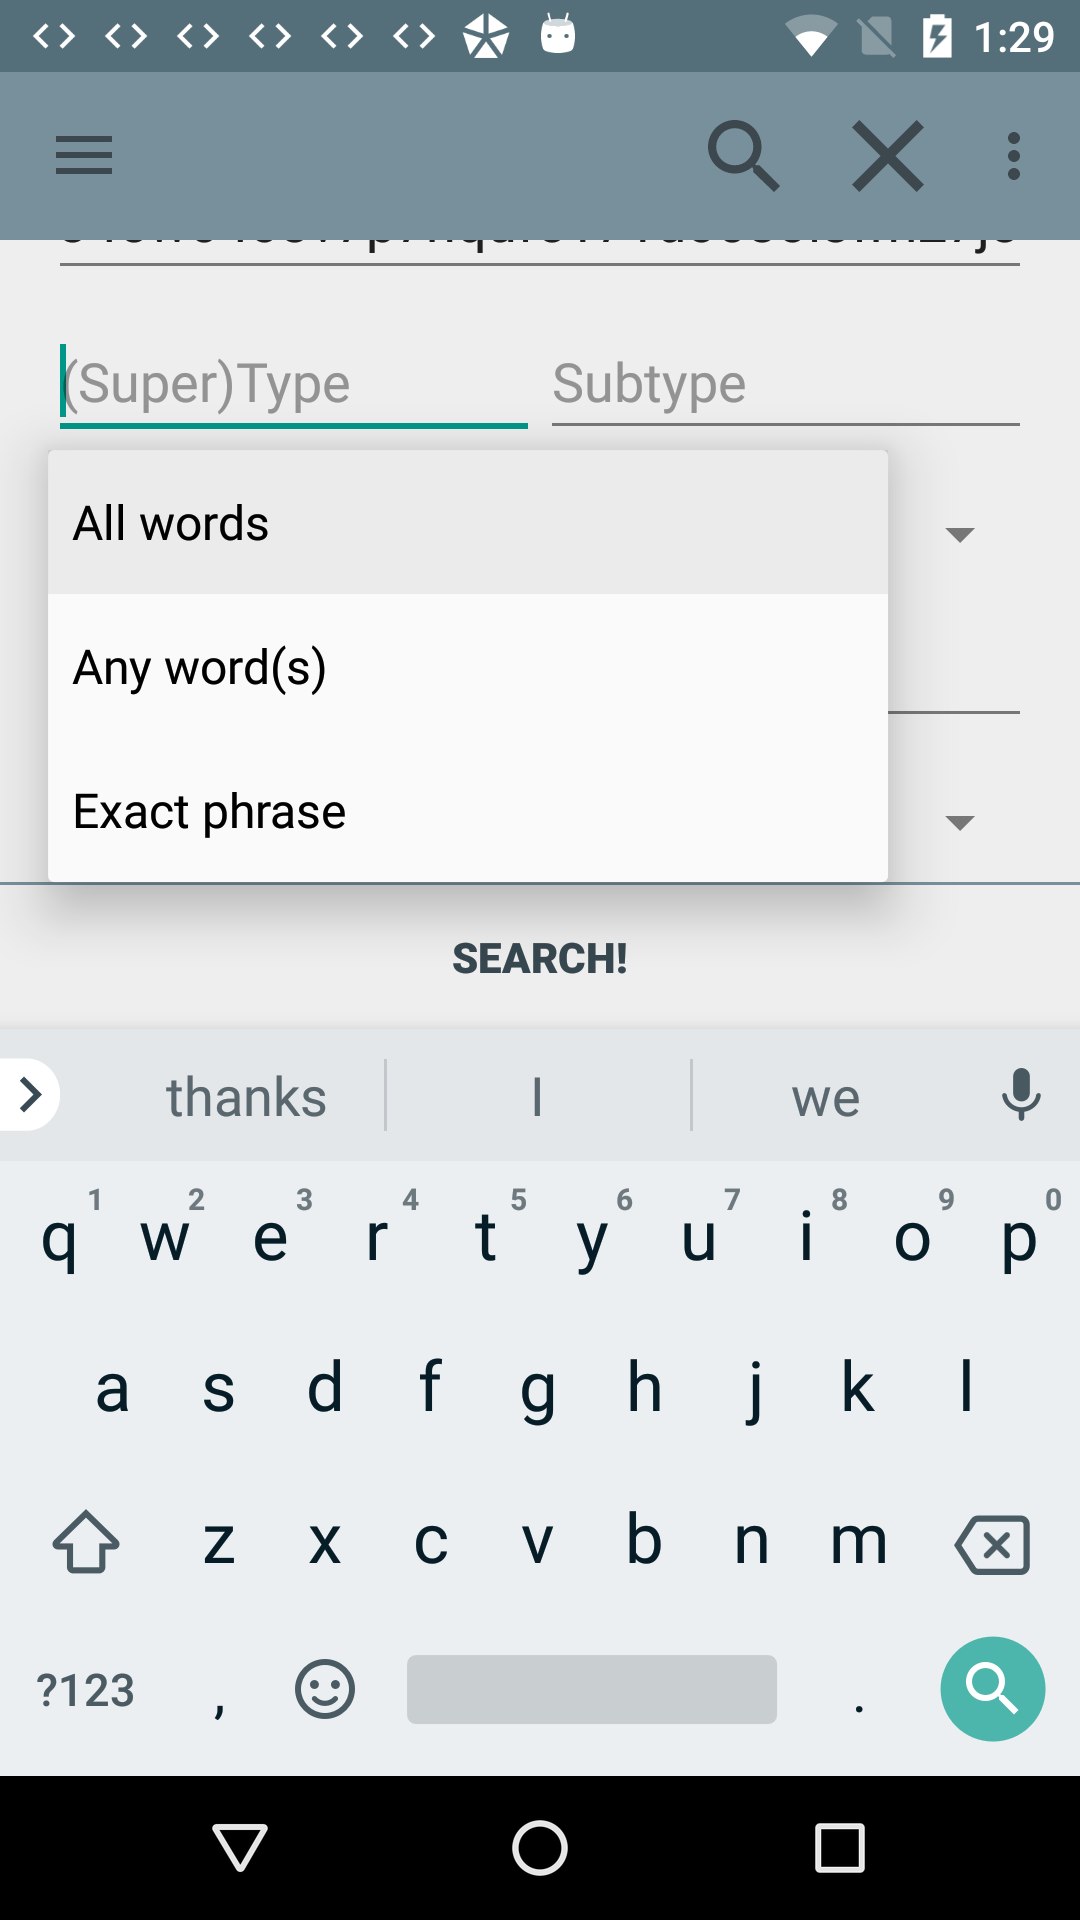 1:29
(Super)Type Subtype
All words
Any word(s)
Exact phrase
SEARCH!
thanks I we
1 2 3 4 5 6 7 8 9 0
q w e r t y u i o p
a s d f g h j k l
z x c v b n m
?123 , .